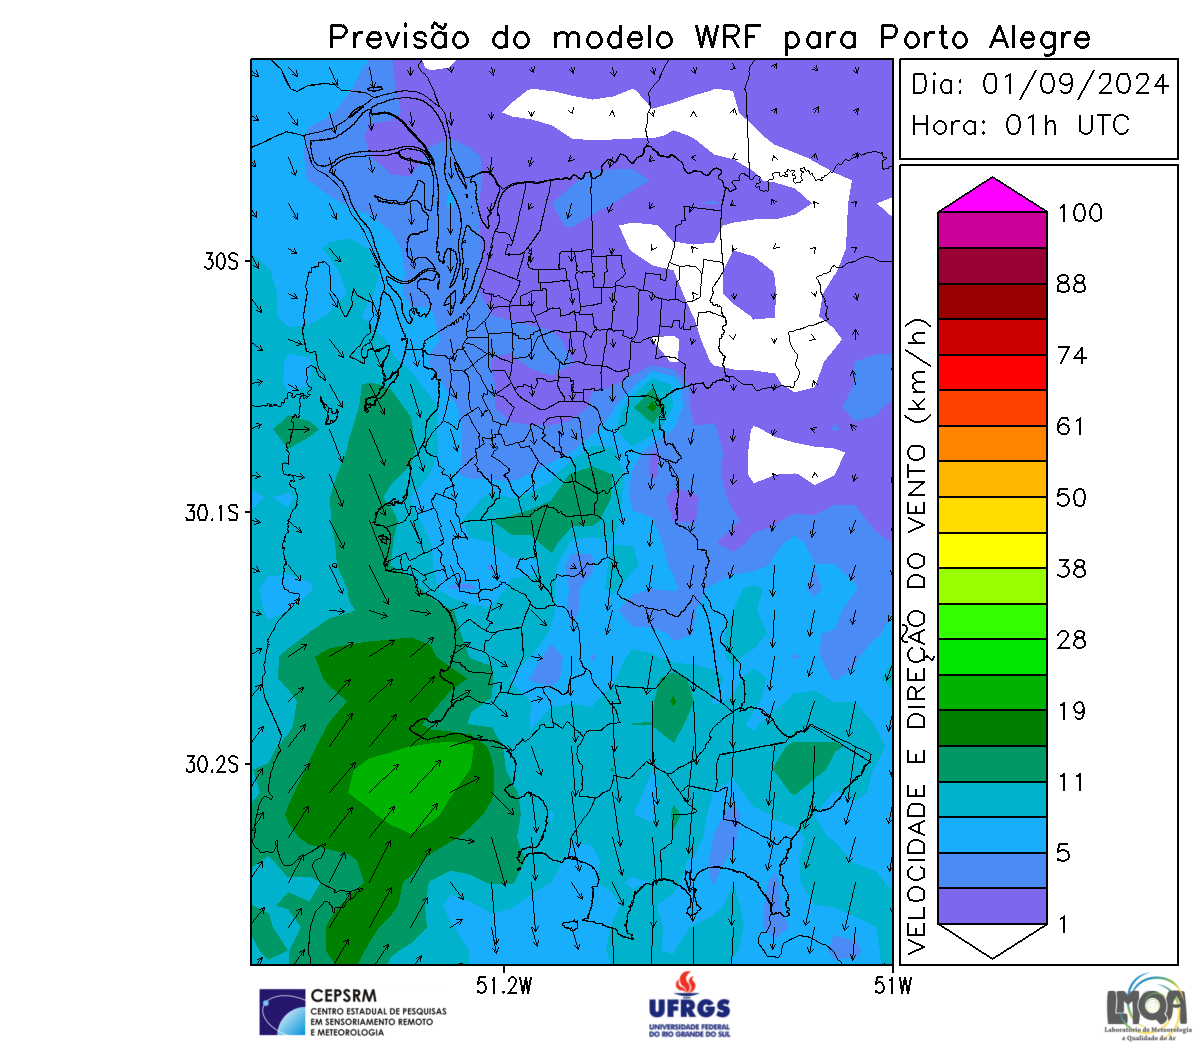 Previsão do modelo WRF para Porto Alegre
Dia: 01/09/2024
Hora: 01h UTC
VELOCIDADE E DIREÇÃO DO VENTO (km/h)
100
88
74
61
50
38
28
19
11
5
1
30S
30.1S
30.2S
51.2W
51W
CEPSRM
CENTRO ESTADUAL DE PESQUISAS
EM SENSORIAMENTO REMOTO
E METEOROLOGIA
UFRGS
UNIVERSIDADE FEDERAL
DO RIO GRANDE DO SUL
LMQA
Laboratório de Meteorologia
e Qualidade do Ar